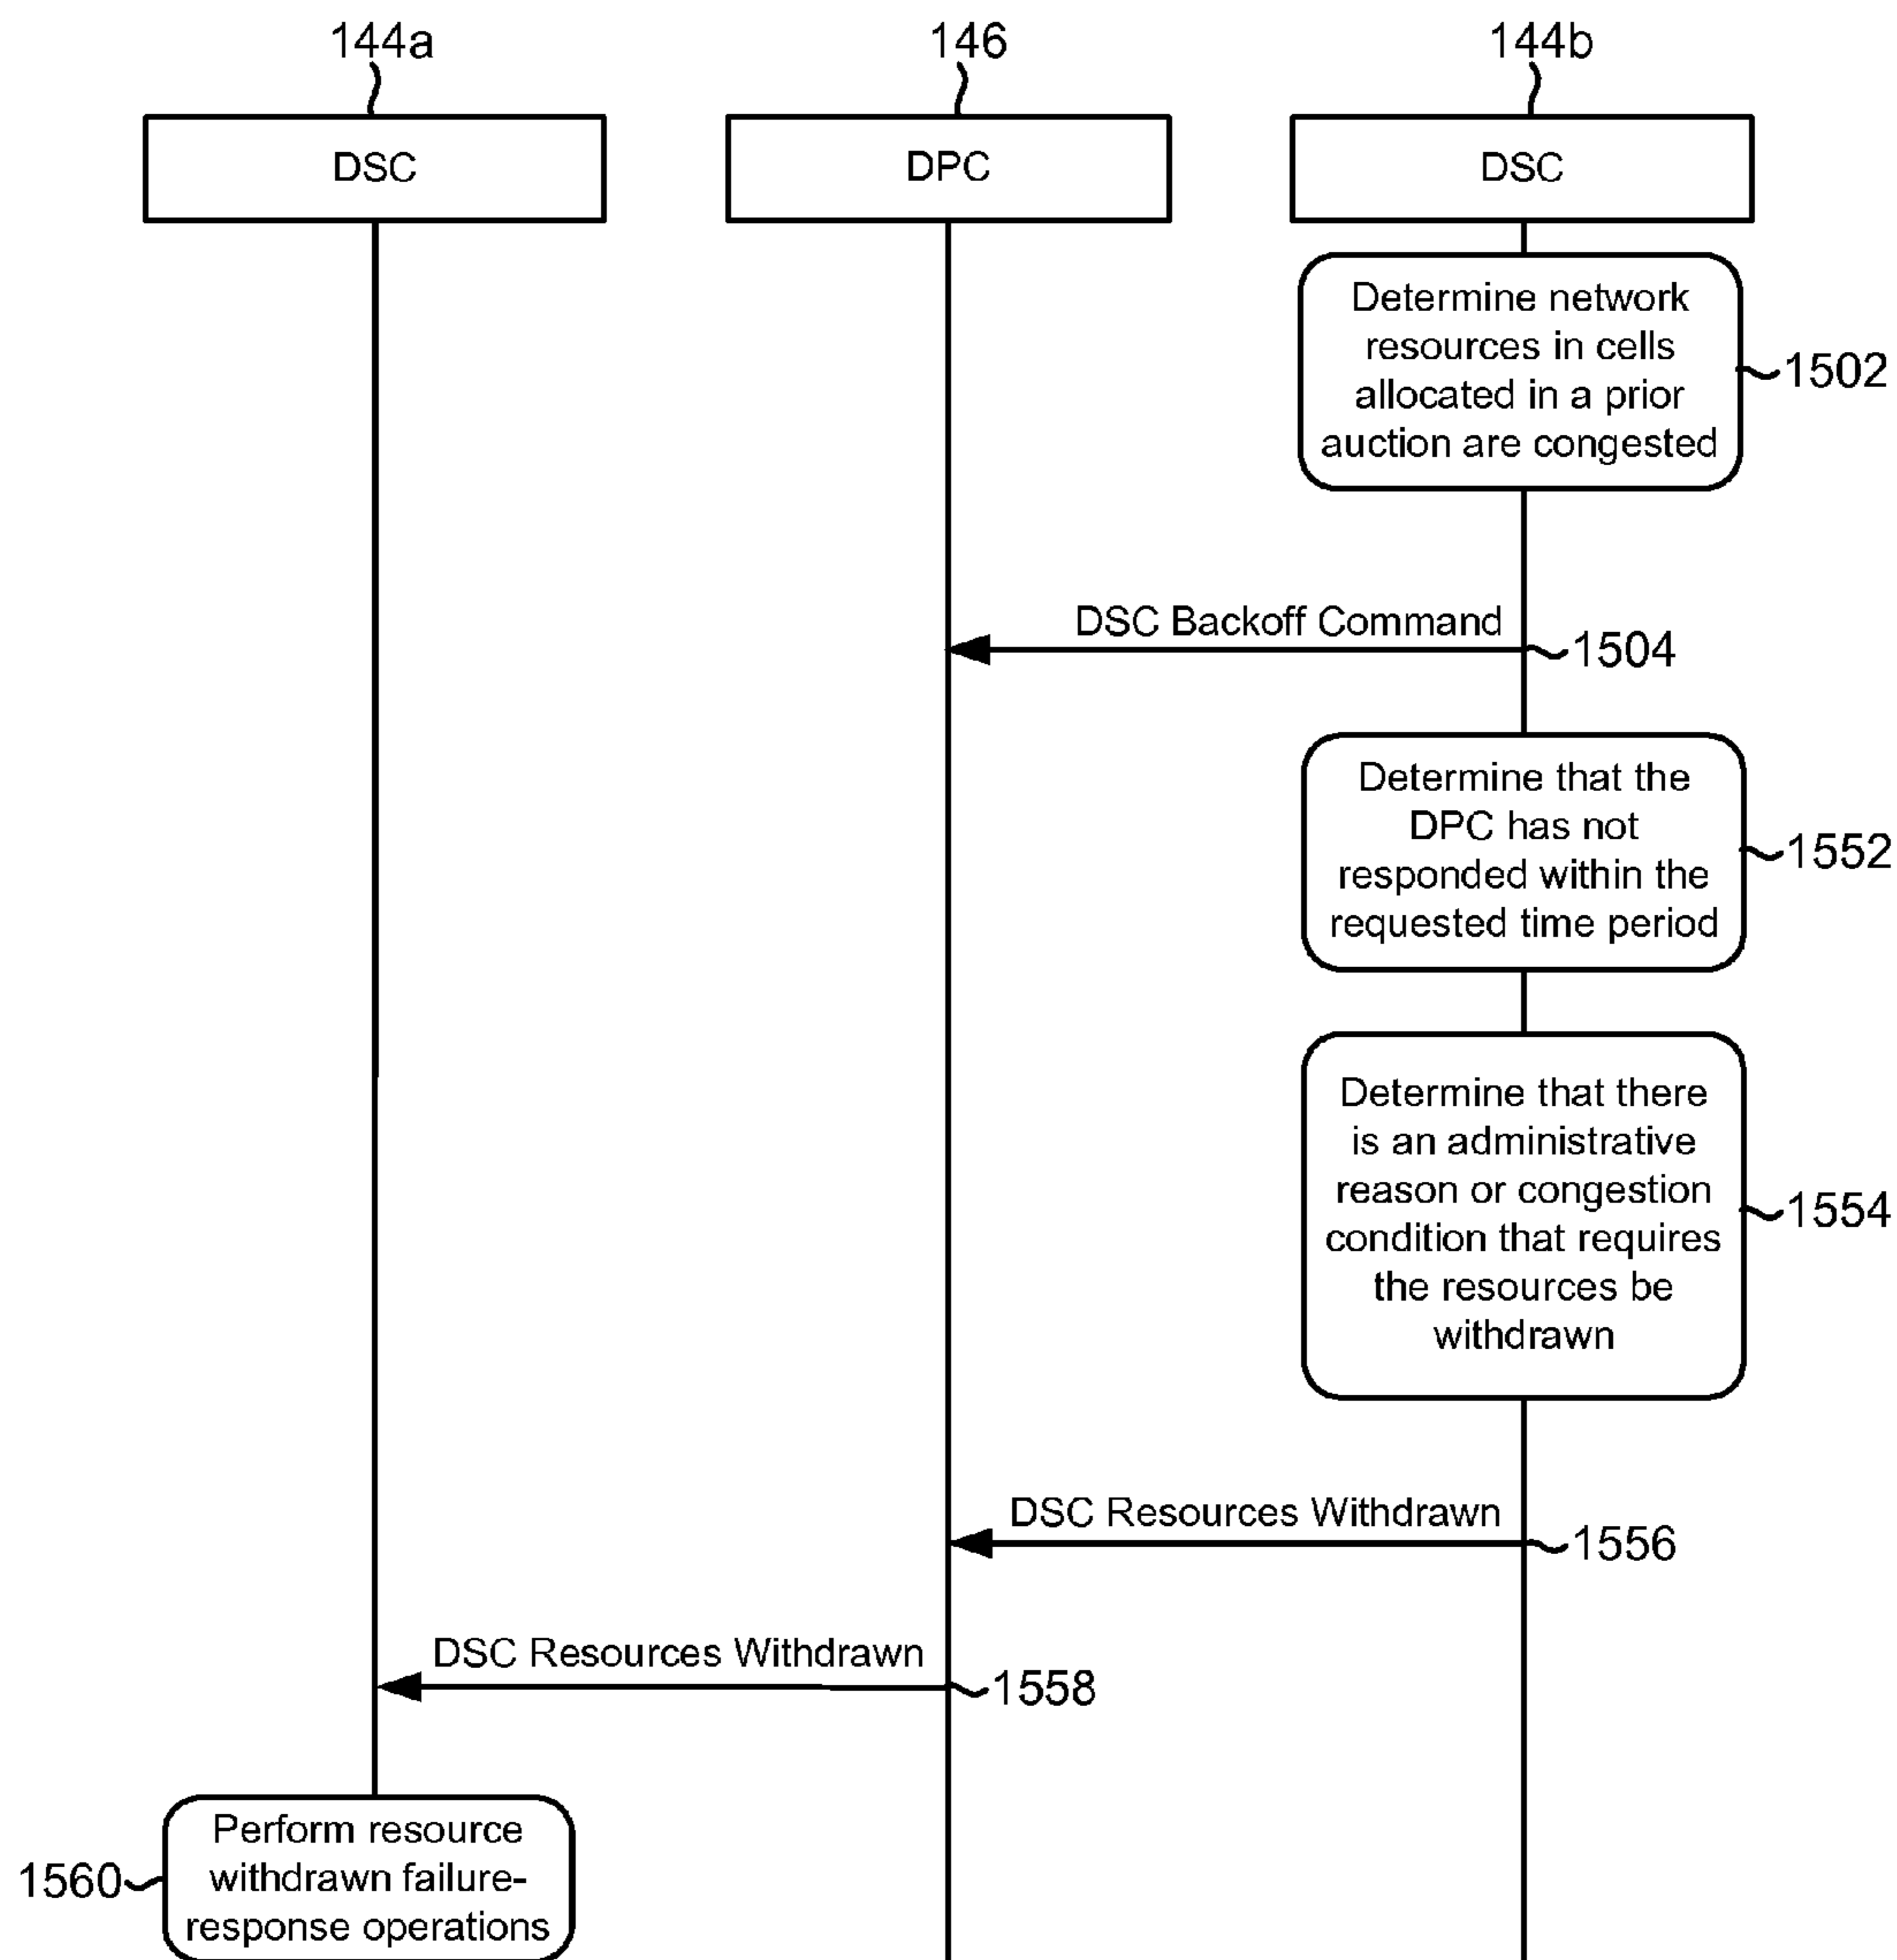 144a
146
144b
DSC
DPC
DSC
Determine network
resources in cells
allocated in a prior
auction are congested
1502
DSC Backoff Command
1504
Determine that the
DPC has not
responded within the
requested time period
1552
Determine that there
is an administrative
reason or congestion
condition that requires
the resources be
withdrawn
1554
DSC Resources Withdrawn
1556
DSC Resources Withdrawn
1558
Perform resource
withdrawn failure-
response operations
1560